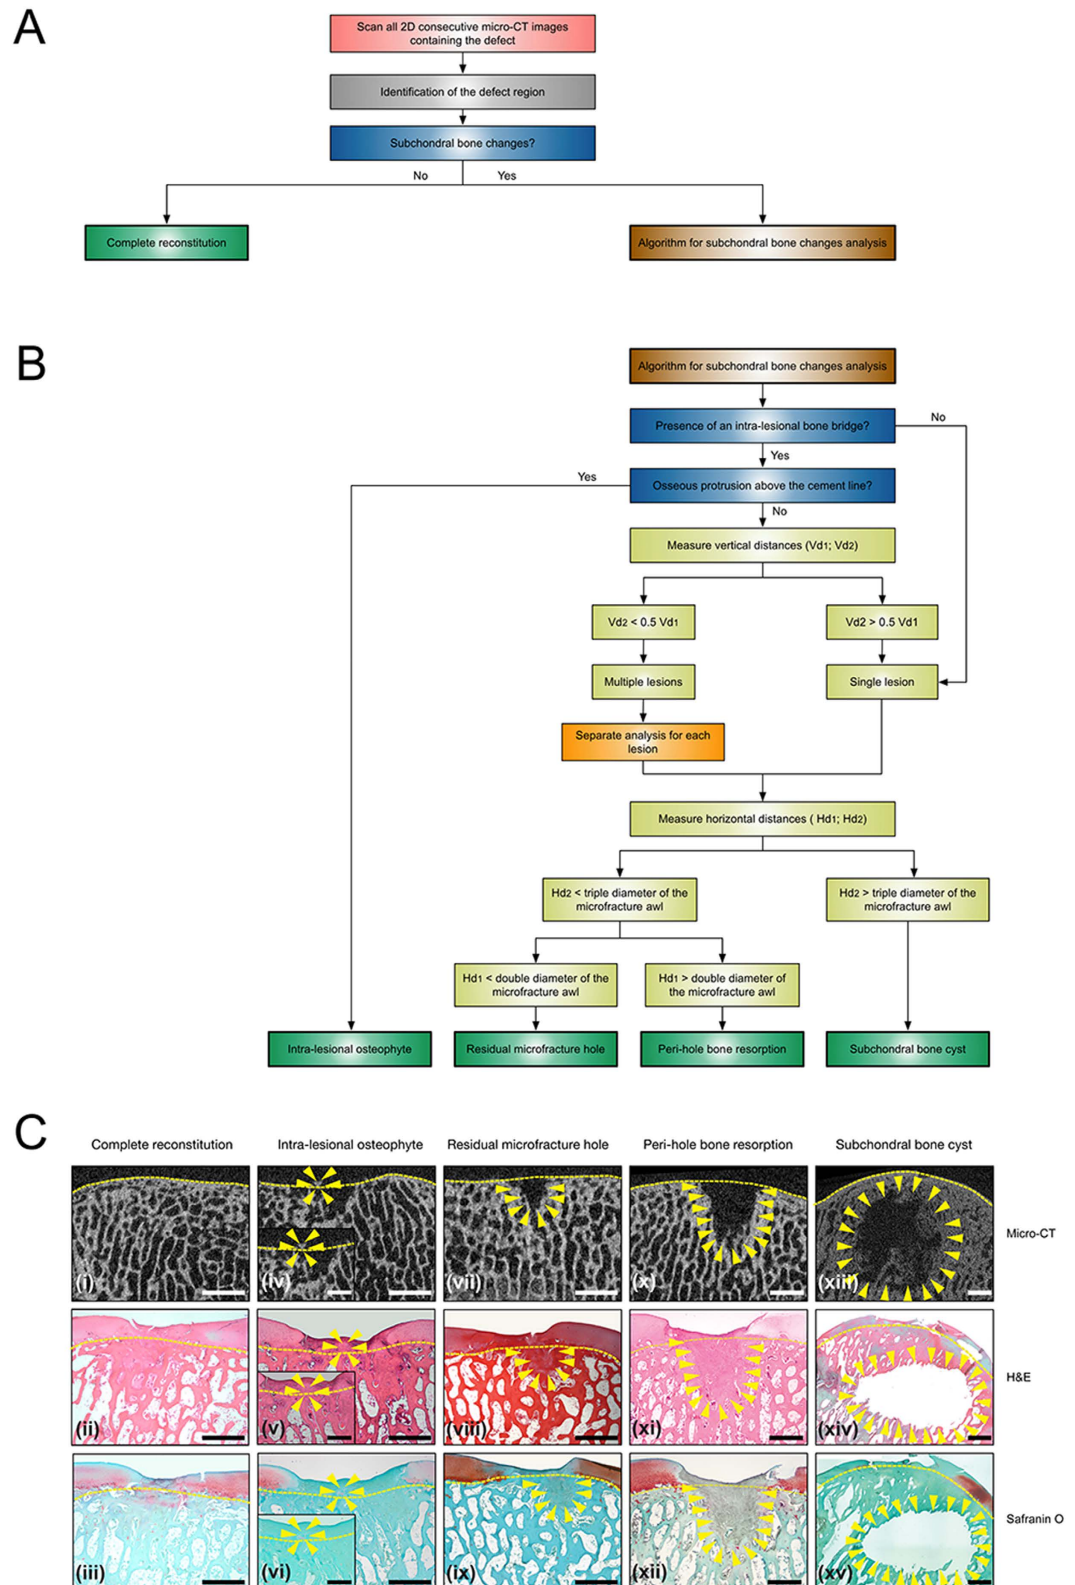 A
Scan all 2D consecutive micro-CT images
containing the defect
Identification of the defect region
Subchondral bone changes?
No
Yes
Complete reconstitution
Algorithm for subchondral bone changes analysis
B
Algorithm for subchondral bone changes analysis
Presence of an intra-lesional bone bridge?
No
Yes
Yes
Osseous protrusion above the cement line?
No
Measure vertical distances (Vd1; Vd2)
Vd2 < 0.5 Vd1
Vd2 > 0.5 Vd1
Multiple lesions
Single lesion
Separate analysis for each
lesion
Measure horizontal distances ( Hd1; Hd2)
Hd2 < triple diameter of the
microfracture awl
Hd2 > triple diameter of the
microfracture awl
Hd1 < double diameter of the
microfracture awl
Hd1 > double diameter of
the microfracture awl
Intra-lesional osteophyte
Residual microfracture hole
Peri-hole bone resorption
Subchondral bone cyst
C
Complete reconstitution
Intra-lesional osteophyte
Residual microfracture hole
Peri-hole bone resorption
Subchondral bone cyst
(i)
(iv)
(vii)
(x)
(xiii)
Micro-CT
(ii)
(v)
(viii)
(xi)
(xiv)
H&E
(iii)
(vi)
(ix)
(xii)
(xv)
Safranin O